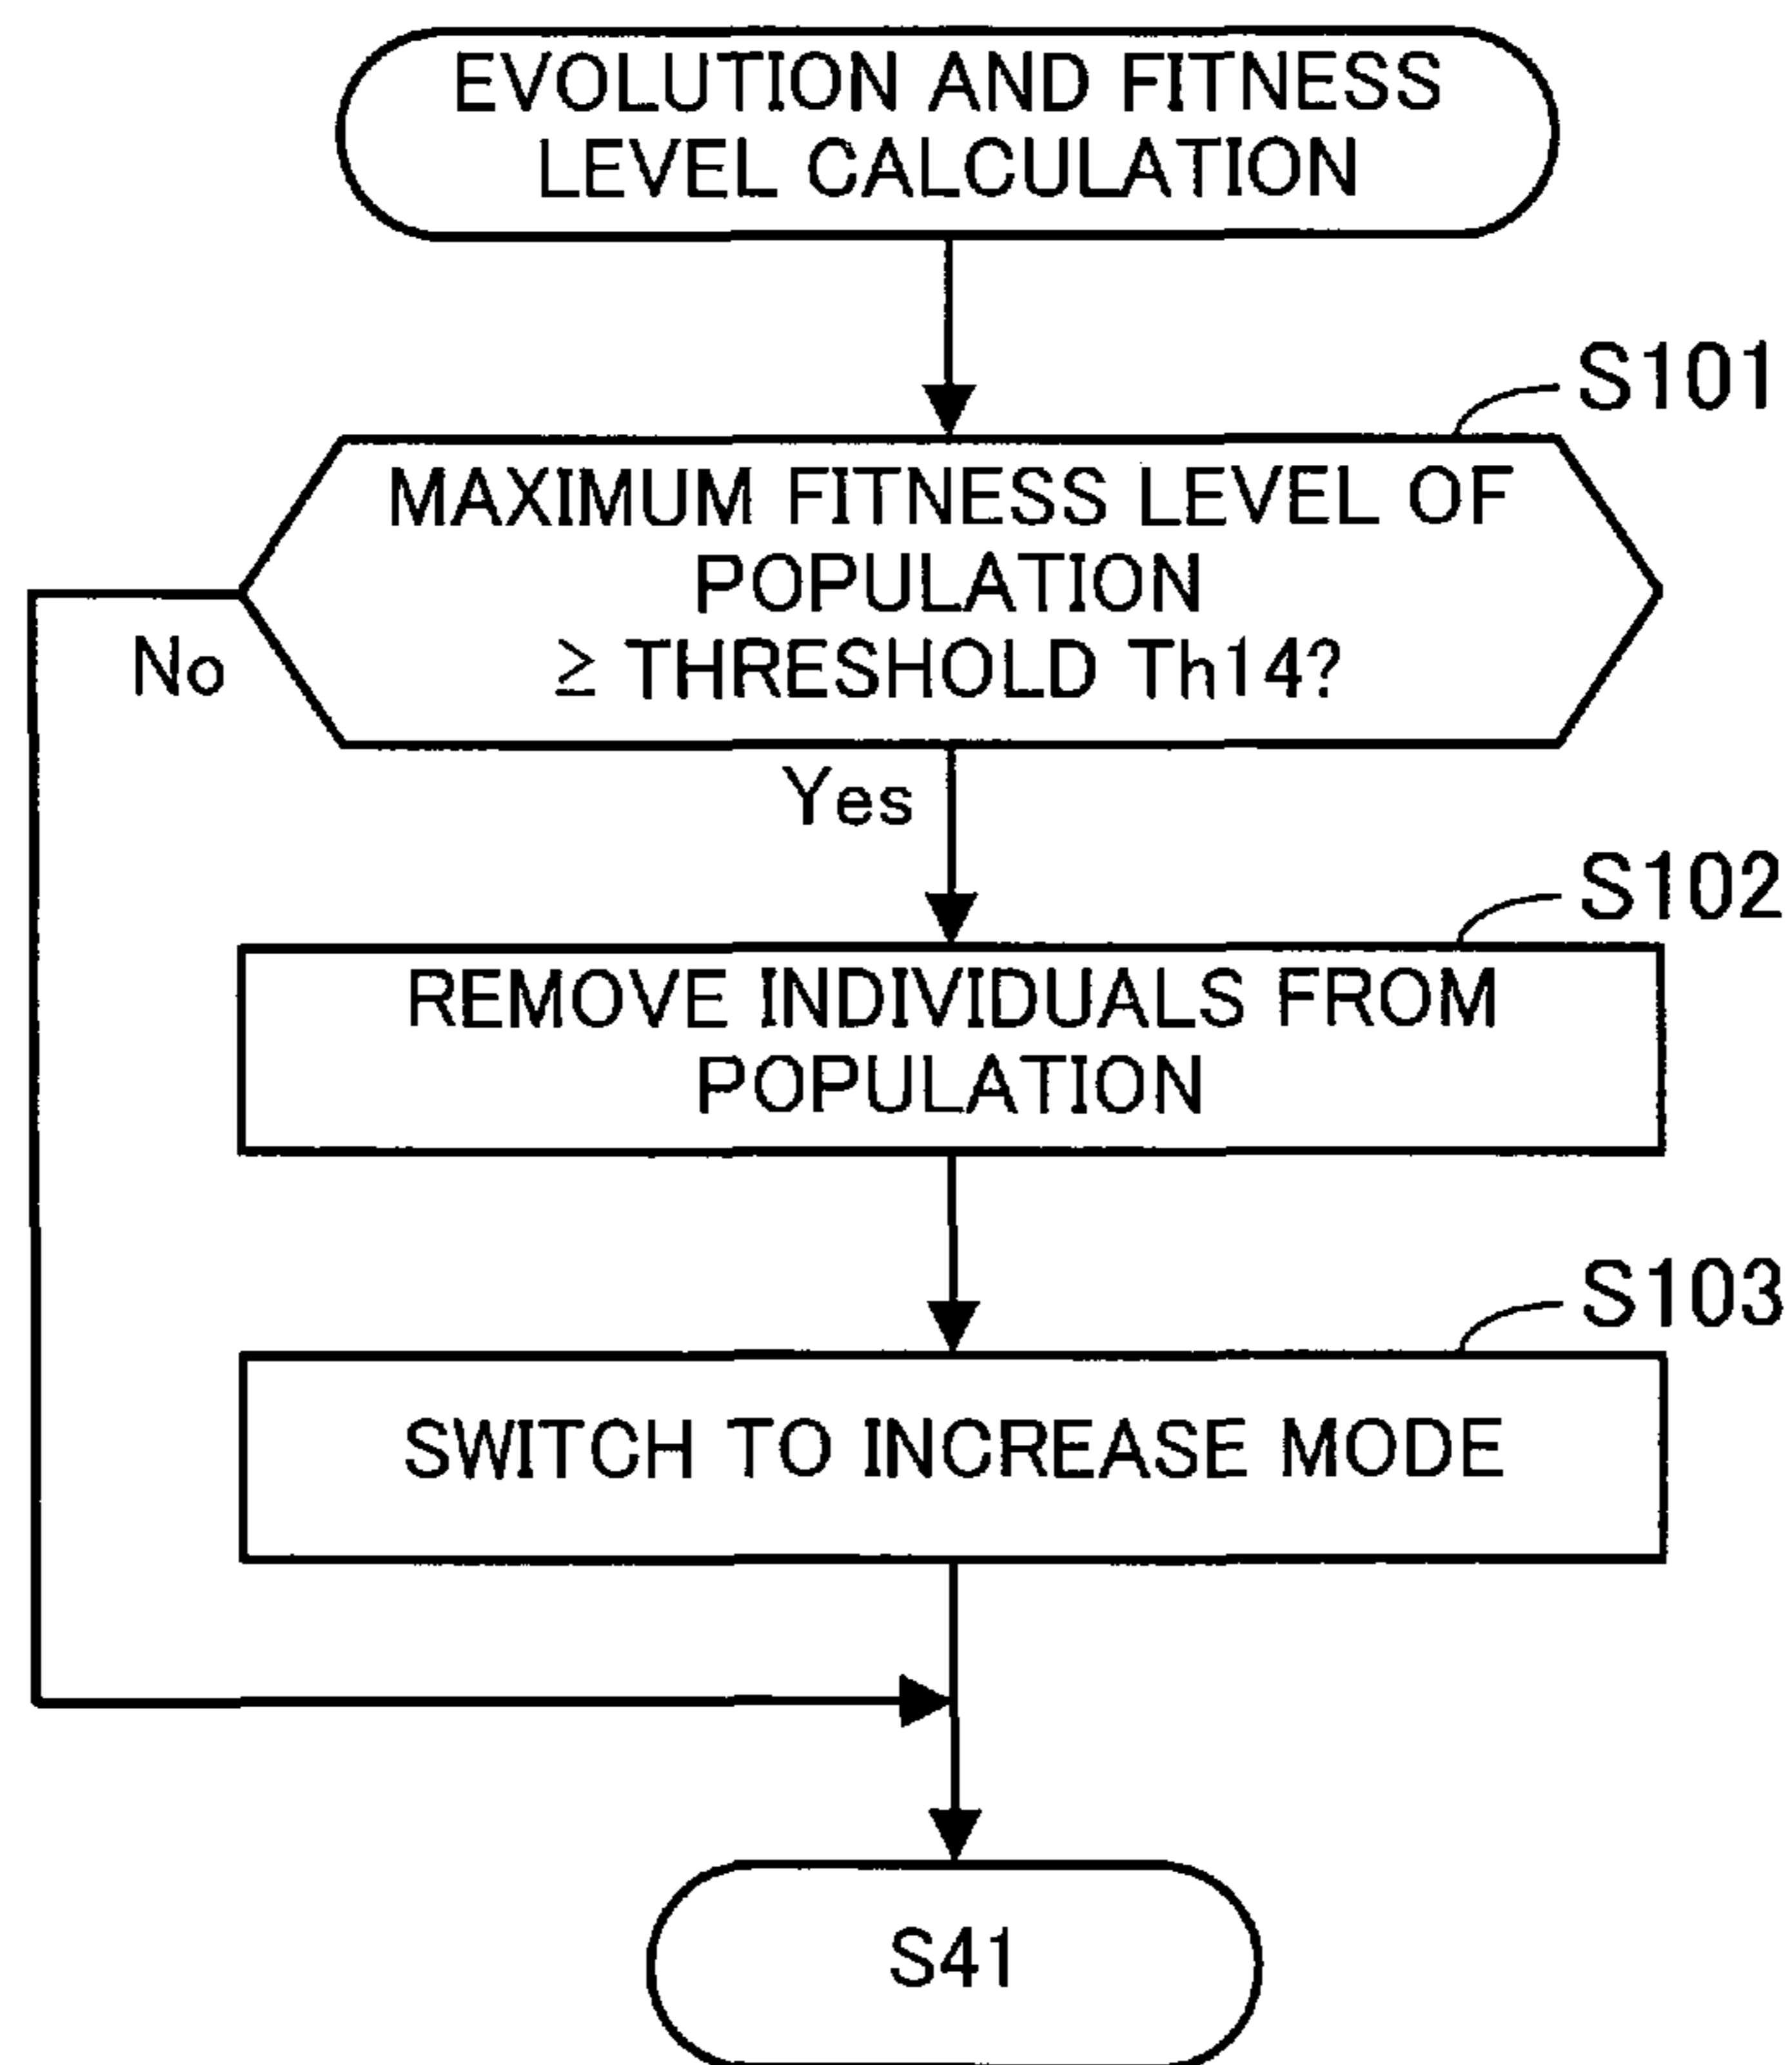 EVOLUTION AND FITNESS
LEVEL CALCULATION
S101
MAXIMUM FITNESS LEVEL OF
POPULATION
≥ THRESHOLD Th14?
No
Yes
S102
REMOVE INDIVIDUALS FROM
POPULATION
S103
SWITCH TO INCREASE MODE
S41